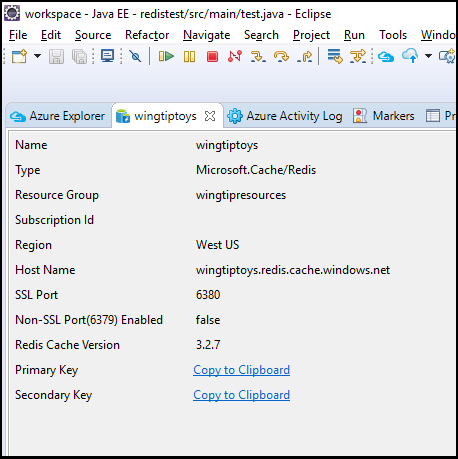 workspace - Java EE - redistest/src/main/test.java - Eclipse
File Edit Source Refactor Navigate Search Project Run Tools Windo
Azure Explorer wingtiptoys Azure Activity Log Markers Pr
Name wingtiptoys
Type Microsoft.Cache/Redis
Resource Group wingtipresources
Subscription Id
Region West US
Host Name wingtiptoys.redis.cache.windows.net
SSL Port 6380
Non-SSL Port(6379) Enabled false
Redis Cache Version 3.2.7
Primary Key Copy to Clipboard
Secondary Key Copy to Clipboard